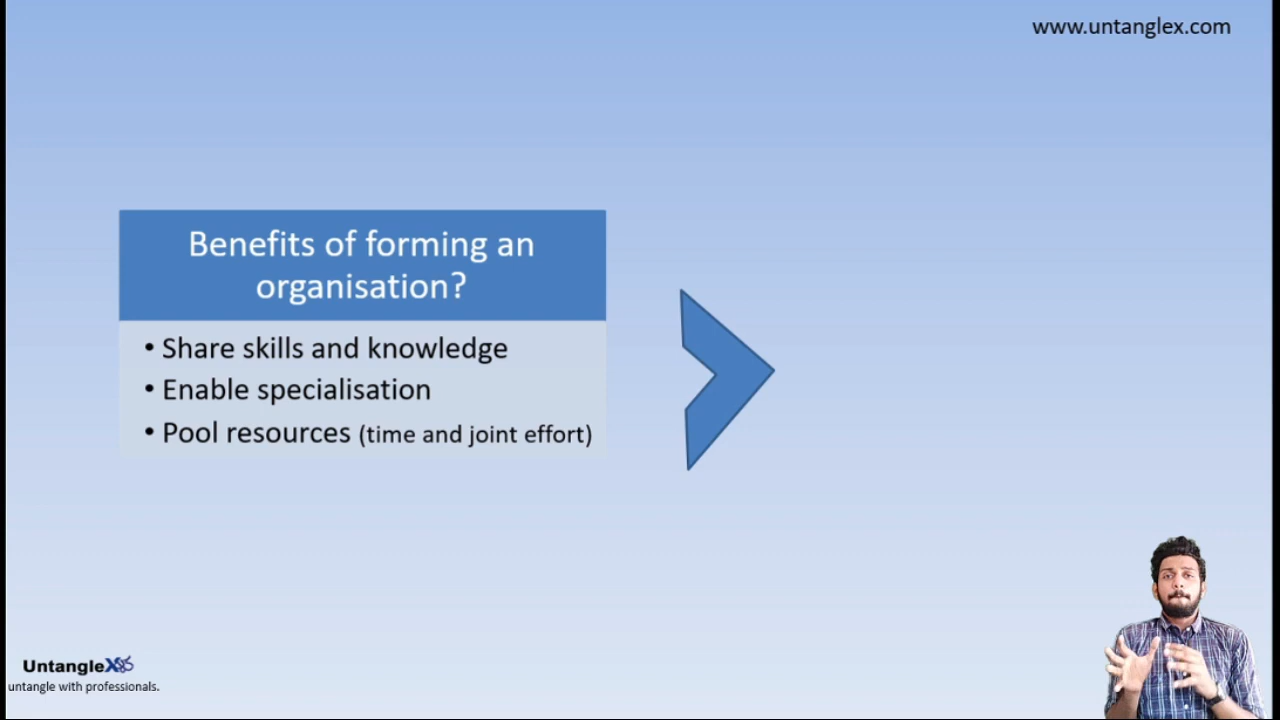 www.untanglex.com
Benefits of forming an
organisation?
• Share skills and knowledge
• Enable specialisation
• Pool resources (time and joint effort)
UntangleX
untangle with professionals.